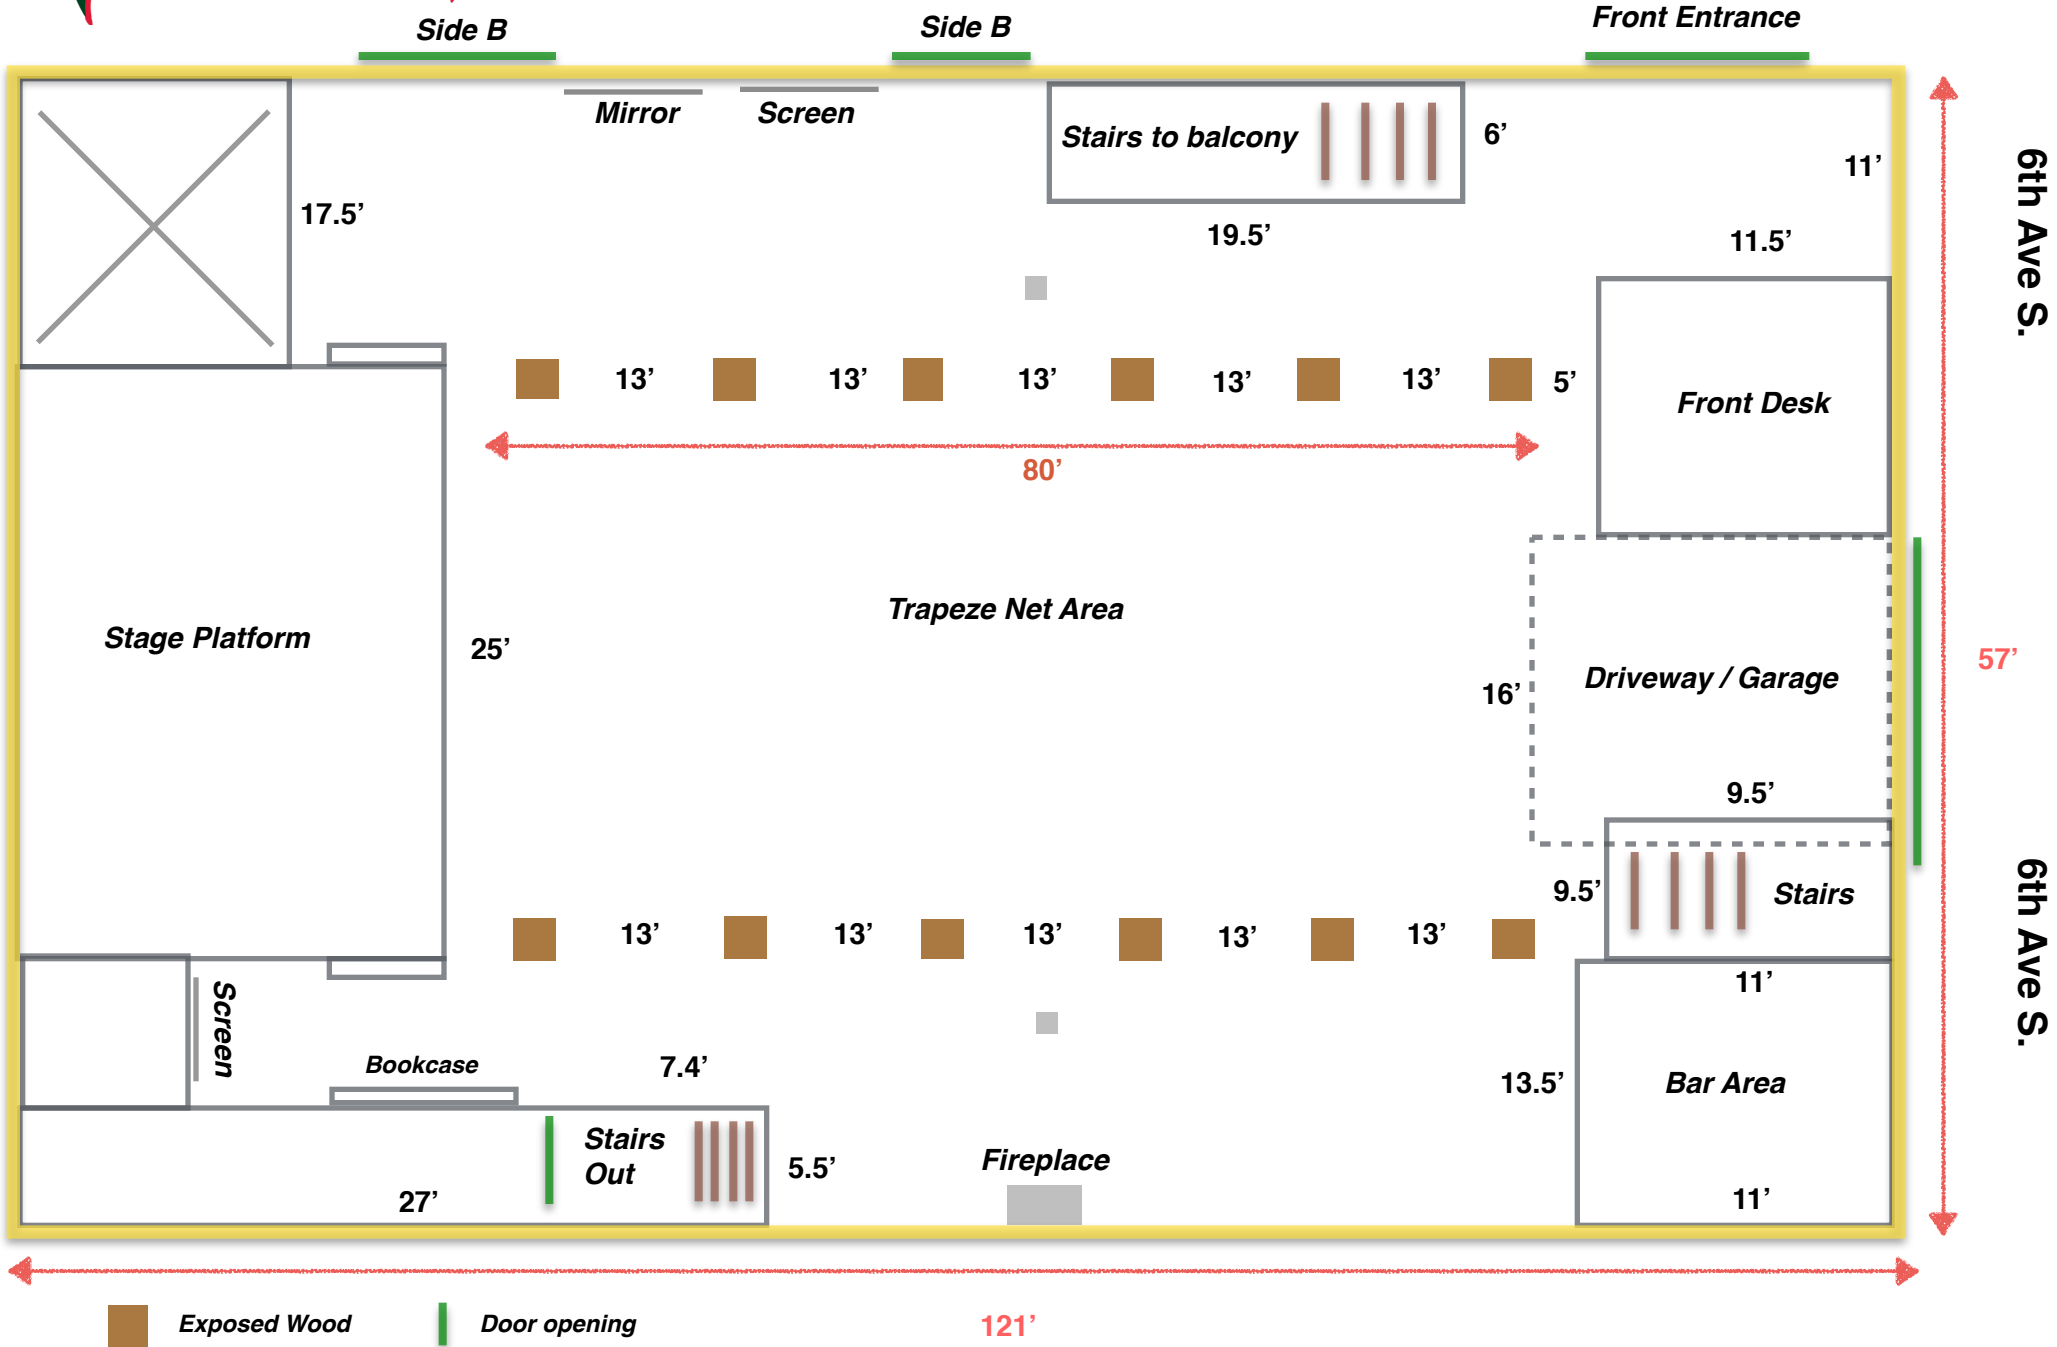 Side B
Side B
Front Entrance
Mirror
Screen
Stairs to balcony
6’
11’
6th Ave S.
17.5’
19.5’
11.5’
13’
13’
13’
13’
13’
5’
Front Desk
80’
Trapeze Net Area
Stage Platform
25’
16’
Driveway / Garage
57’
9.5’
9.5’
Stairs
6th Ave S.
13’
13’
13’
13’
13’
11’
Screen
Bookcase
7.4’
13.5’
Bar Area
Stairs
Out
5.5’
Fireplace
27’
11’
Exposed Wood
Door opening
121’